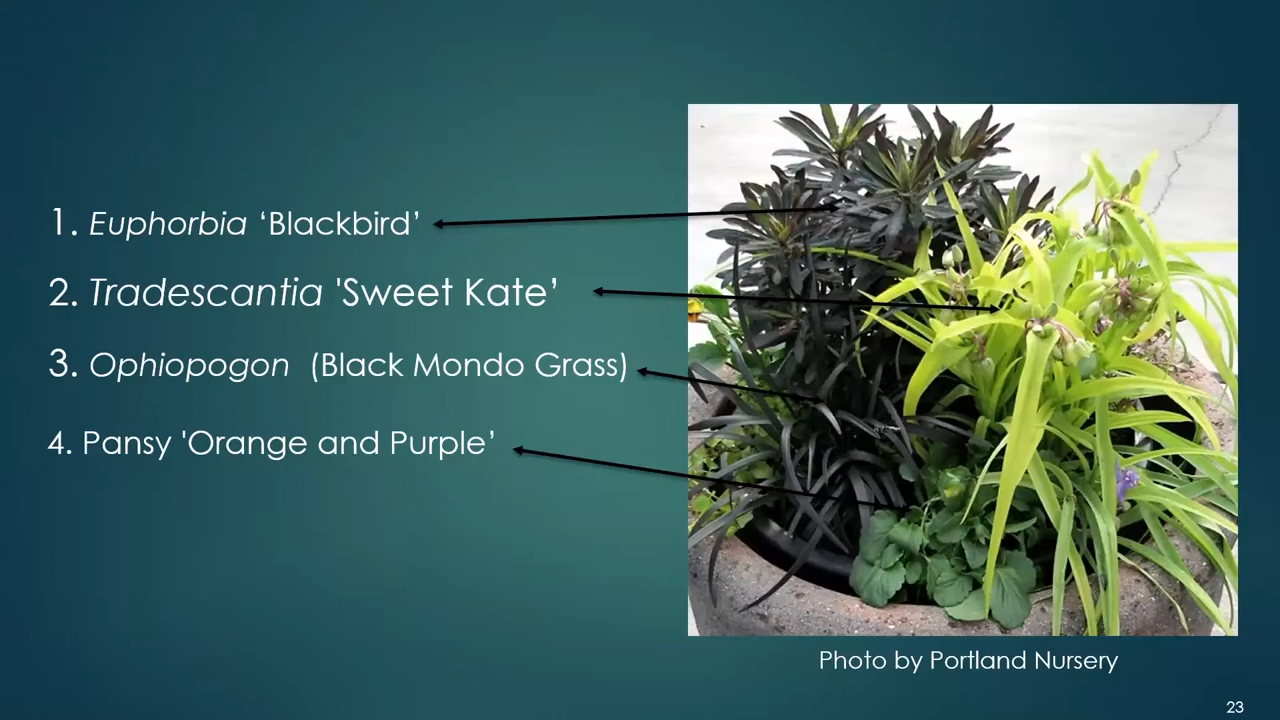 1. Euphorbia ‘Blackbird’
2. Tradescantia 'Sweet Kate’
3. Ophiopogon  (Black Mondo Grass)
4. Pansy 'Orange and Purple’
Photo by Portland Nursery
23